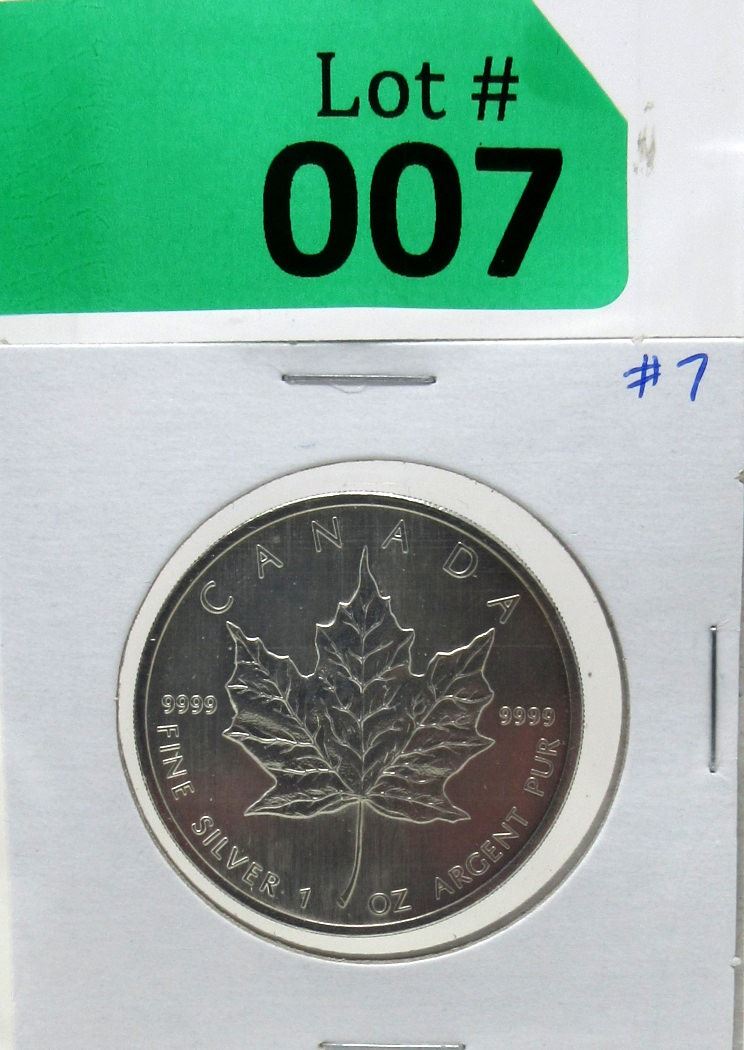 Lot #
007
#7
CANADA
9999 9999
FINE SILVER 1 OZ ARGENT PUR